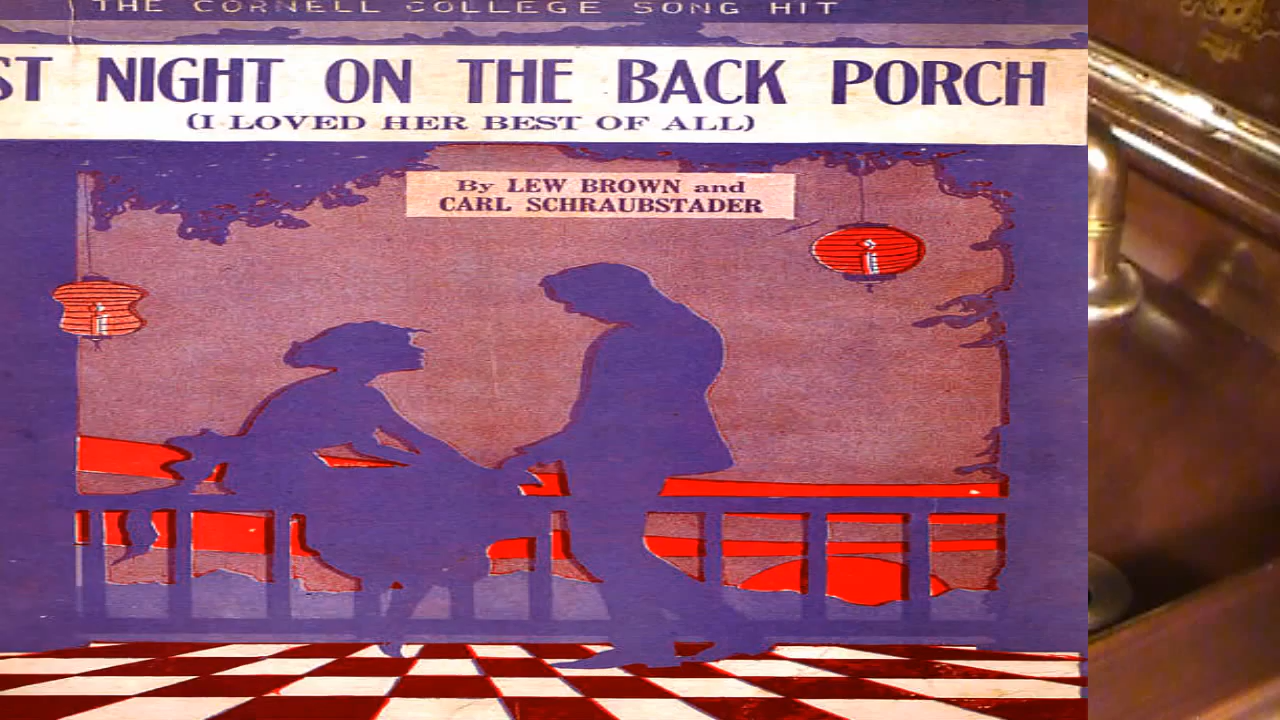 THE CORNELL COLLEGE SONG HIT
ST NIGHT ON THE BACK PORCH
(I LOVED HER BEST OF ALL)
By LEW BROWN and
CARL SCHRAUBSTADER